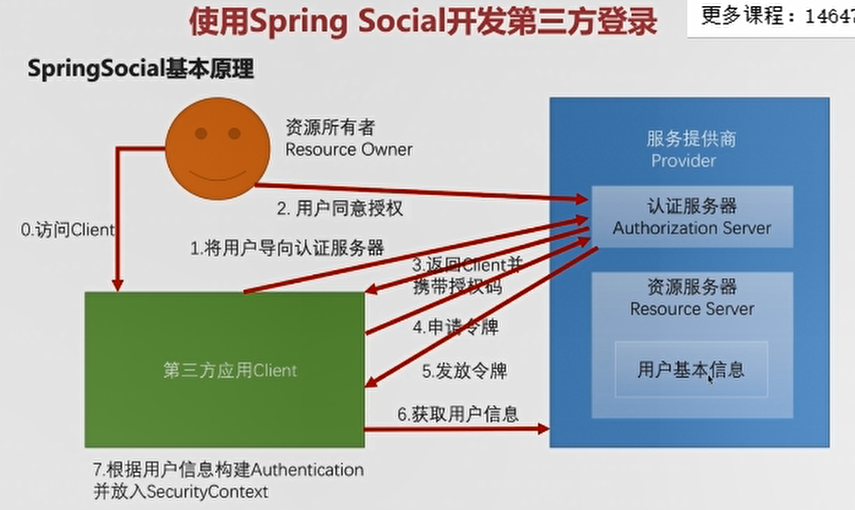 使用Spring Social开发第三方登录
更多课程：14647
SpringSocial基本原理
资源所有者
Resource Owner
服务提供商
Provider
认证服务器
Authorization Server
2. 用户同意授权
0.访问Client
1.将用户导向认证服务器
3.返回Client并
携带授权码
资源服务器
Resource Server
4.申请令牌
第三方应用Client
5.发放令牌
用户基本信息
6.获取用户信息
7.根据用户信息构建Authentication
并放入SecurityContext